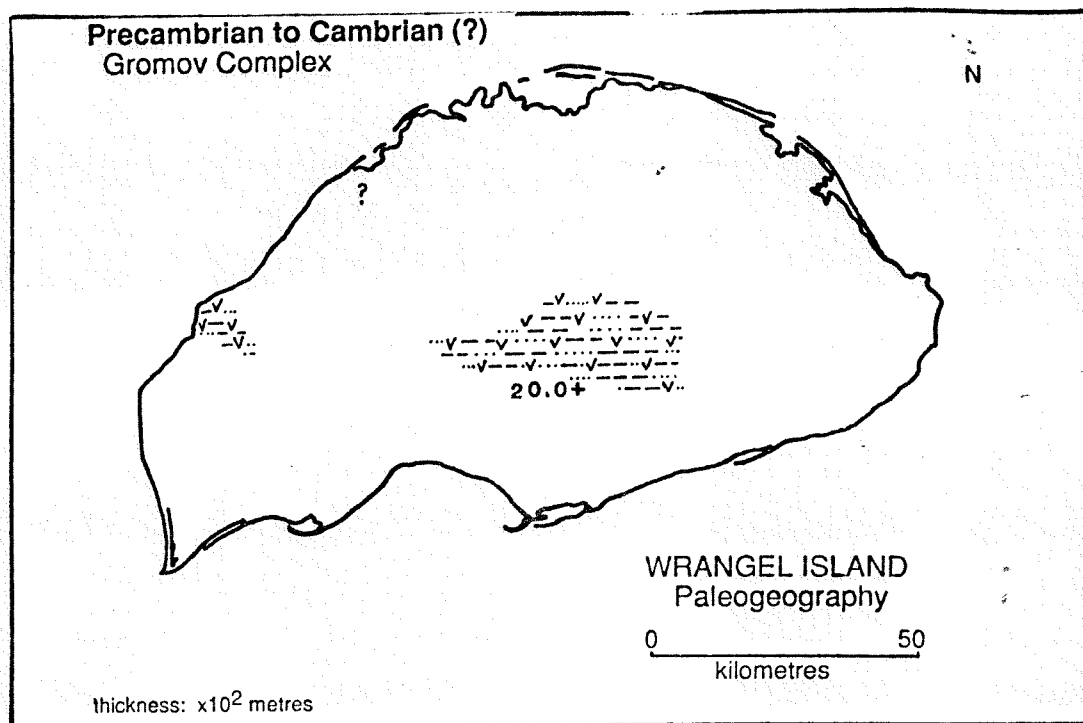 Precambrian to Cambrian (?)
Gromov Complex
N
?
20.0+
WRANGEL ISLAND
Paleogeography
0 50
kilometres
thickness: x10² metres